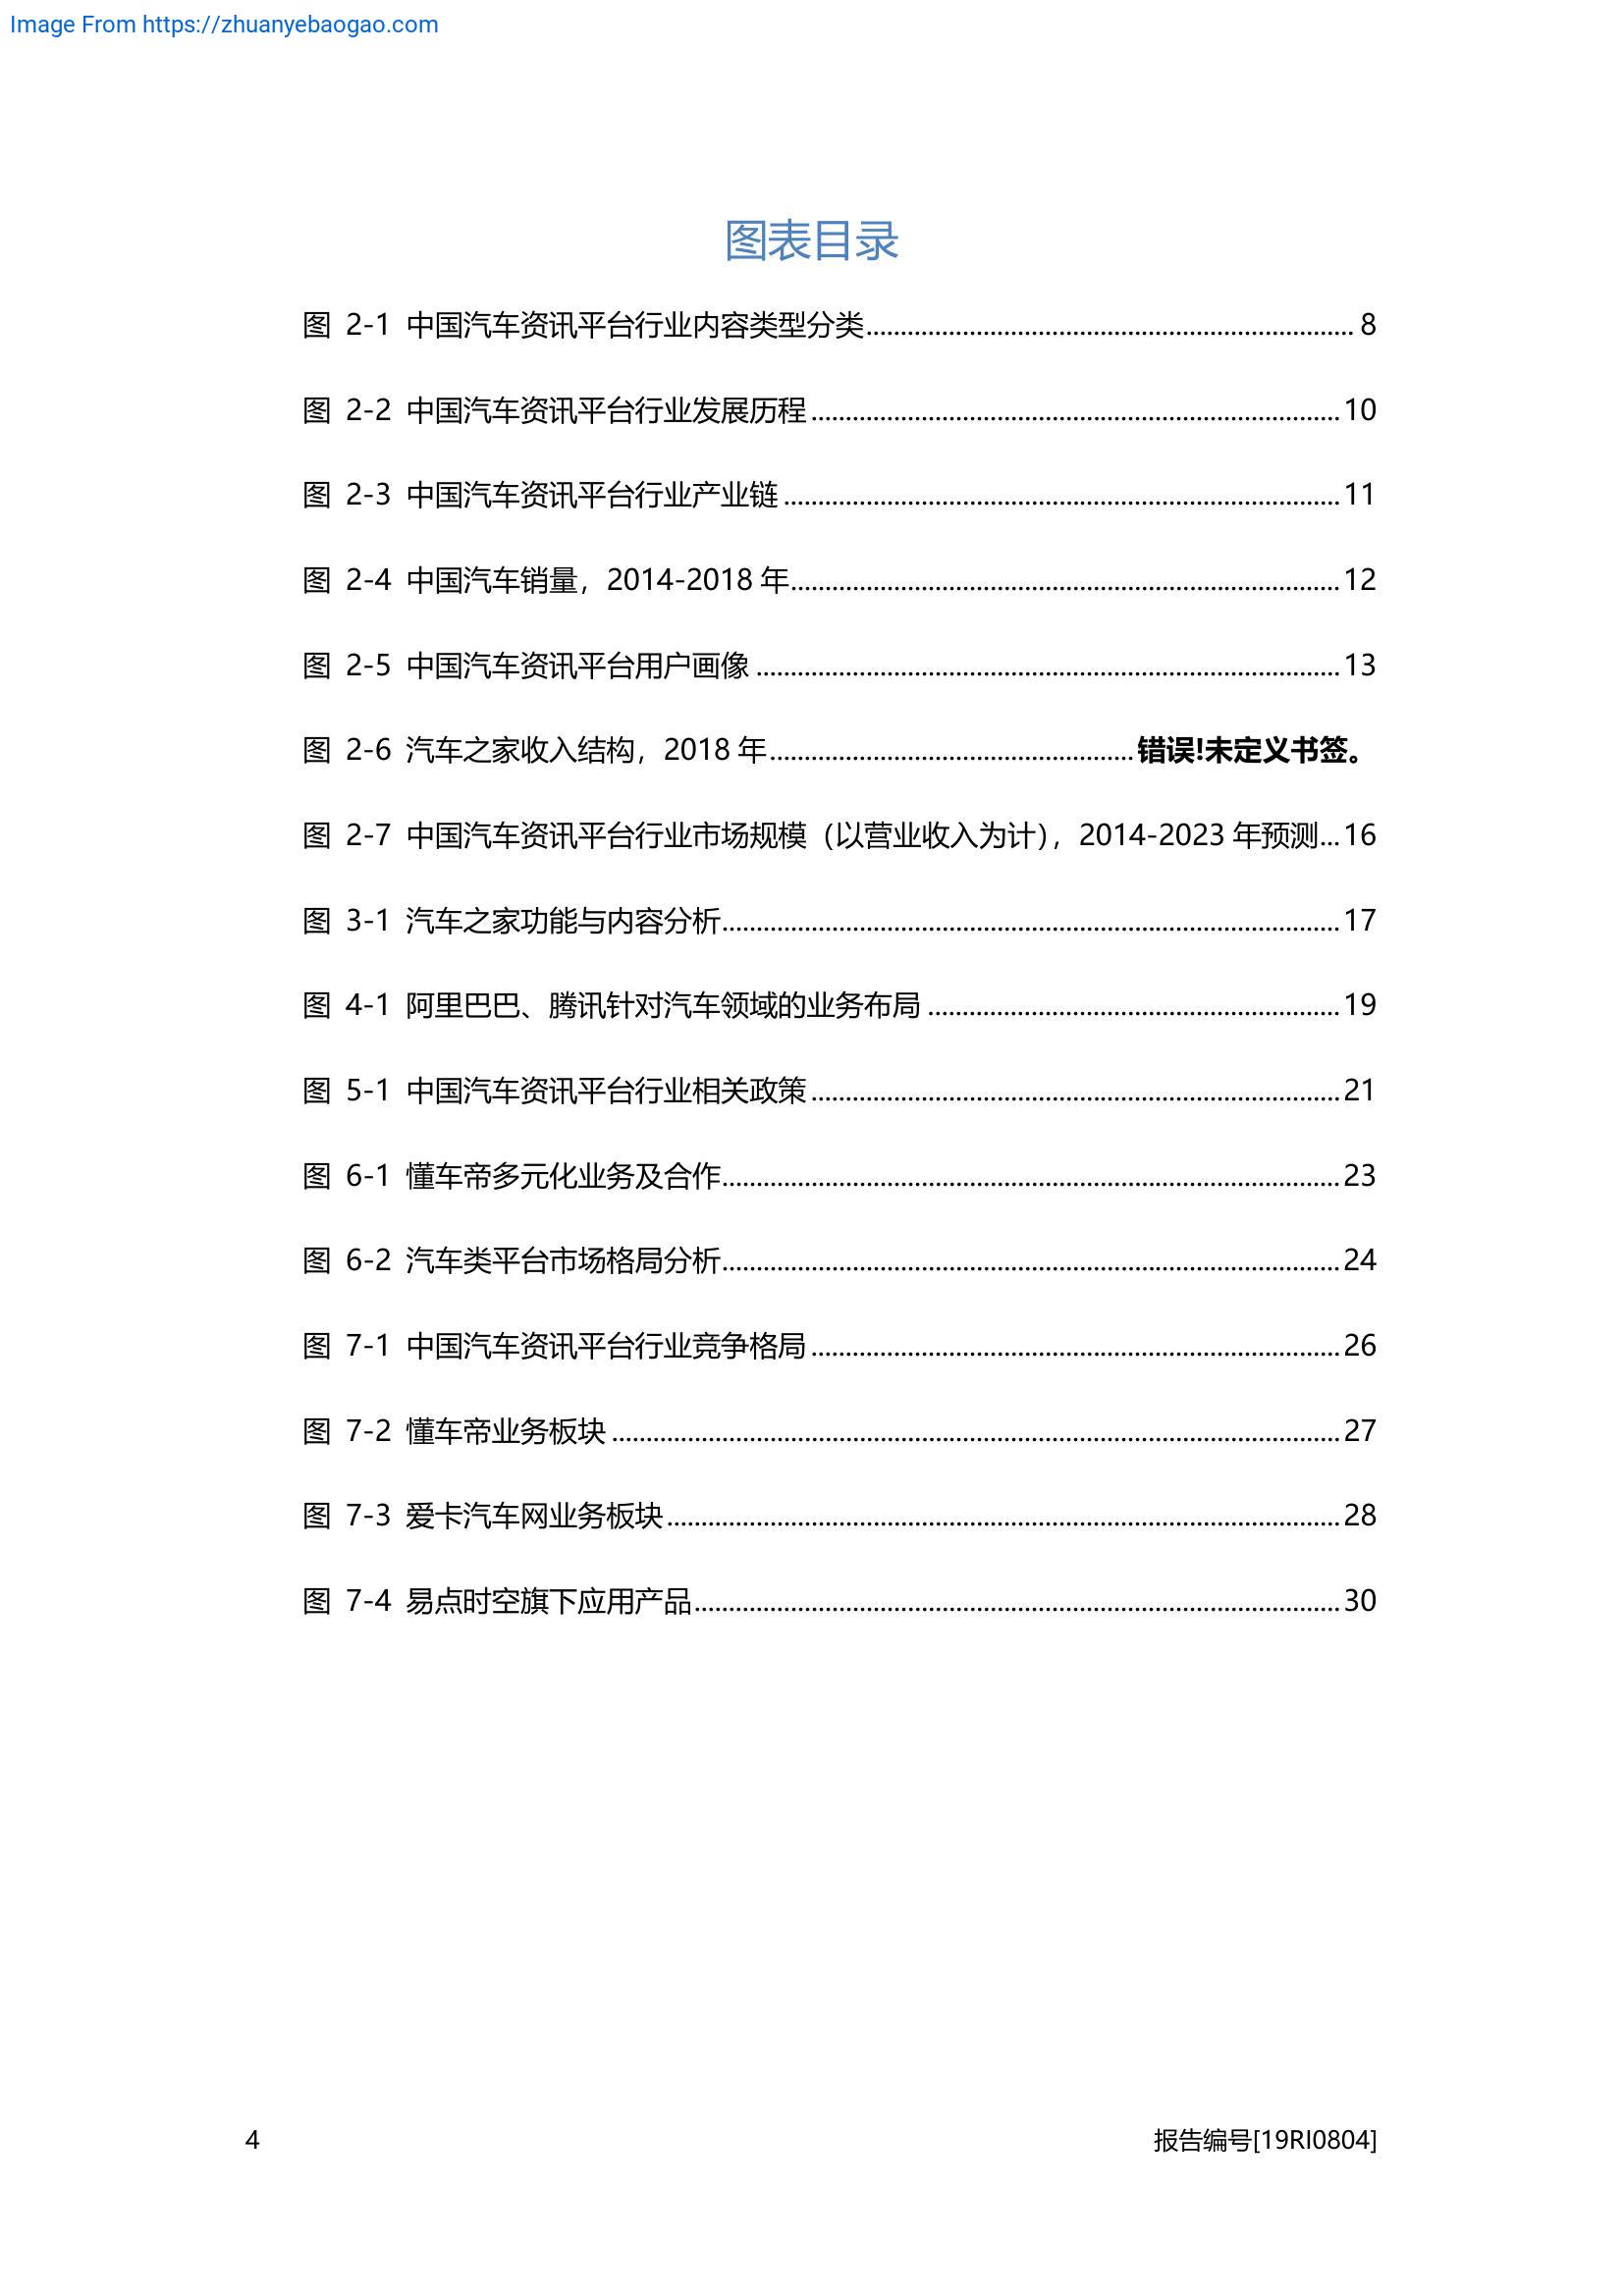 Image From https://zhuanyebaogao.com
图表目录
图 2-1 中国汽车资讯平台行业内容类型分类....................................................................... 8
图 2-2 中国汽车资讯平台行业发展历程............................................................................. 10
图 2-3 中国汽车资讯平台行业产业链................................................................................. 11
图 2-4 中国汽车销量，2014-2018 年................................................................................ 12
图 2-5 中国汽车资讯平台用户画像..................................................................................... 13
图 2-6 汽车之家收入结构，2018 年.....................................................错误!未定义书签。
图 2-7 中国汽车资讯平台行业市场规模（以营业收入为计），2014-2023 年预测...16
图 3-1 汽车之家功能与内容分析.......................................................................................... 17
图 4-1 阿里巴巴、腾讯针对汽车领域的业务布局............................................................ 19
图 5-1 中国汽车资讯平台行业相关政策............................................................................. 21
图 6-1 懂车帝多元化业务及合作.......................................................................................... 23
图 6-2 汽车类平台市场格局分析.......................................................................................... 24
图 7-1 中国汽车资讯平台行业竞争格局............................................................................. 26
图 7-2 懂车帝业务板块.......................................................................................................... 27
图 7-3 爱卡汽车网业务板块.................................................................................................. 28
图 7-4 易点时空旗下应用产品.............................................................................................. 30
4 报告编号[19RI0804]